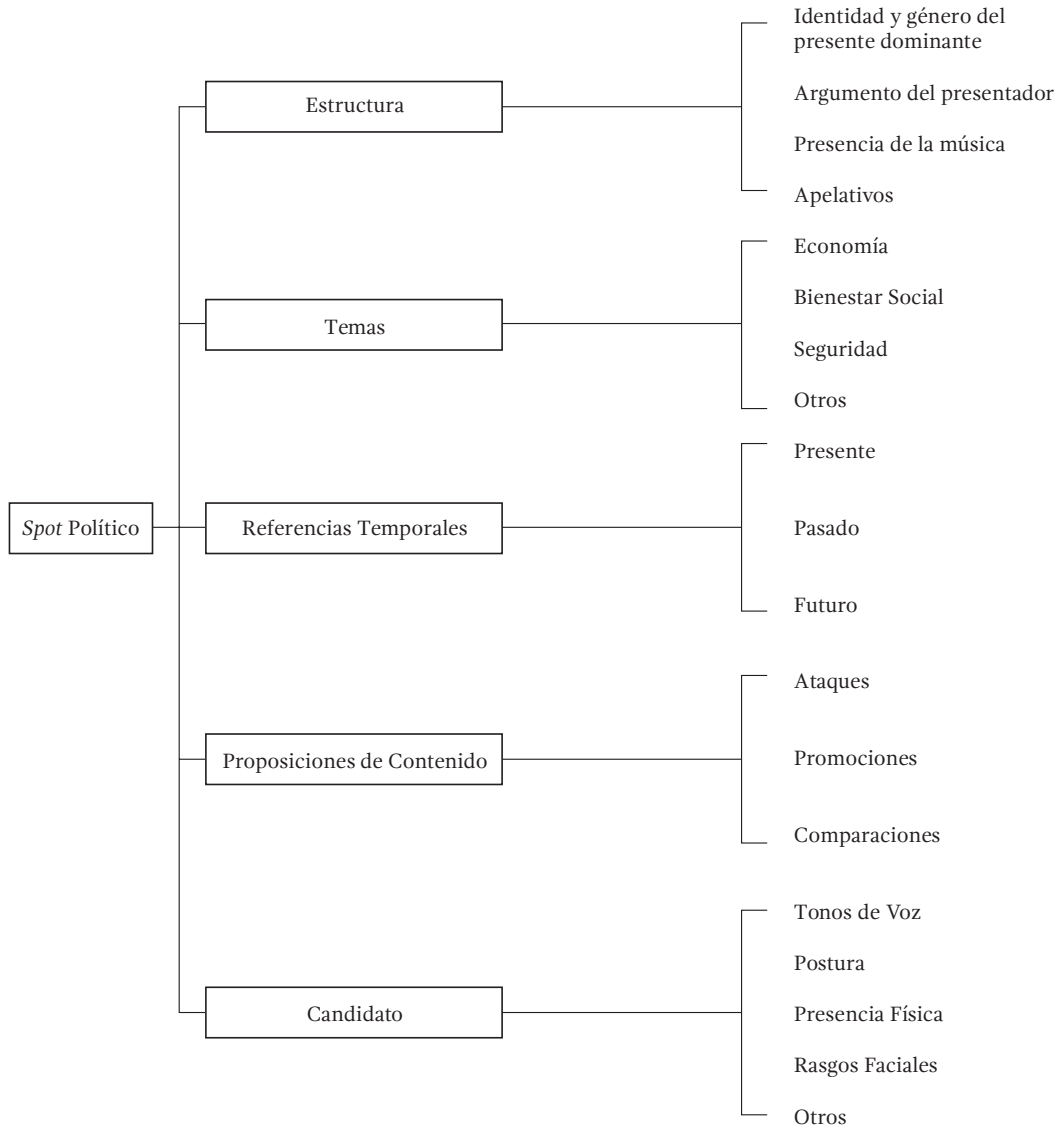 Identidad y género del
presente dominante
Estructura
Argumento del presentador
Presencia de la música
Apelativos
Economía
Bienestar Social
Temas
Seguridad
Otros
Presente
Spot Político
Referencias Temporales
Pasado
Futuro
Ataques
Proposiciones de Contenido
Promociones
Comparaciones
Tonos de Voz
Postura
Candidato
Presencia Física
Rasgos Faciales
Otros